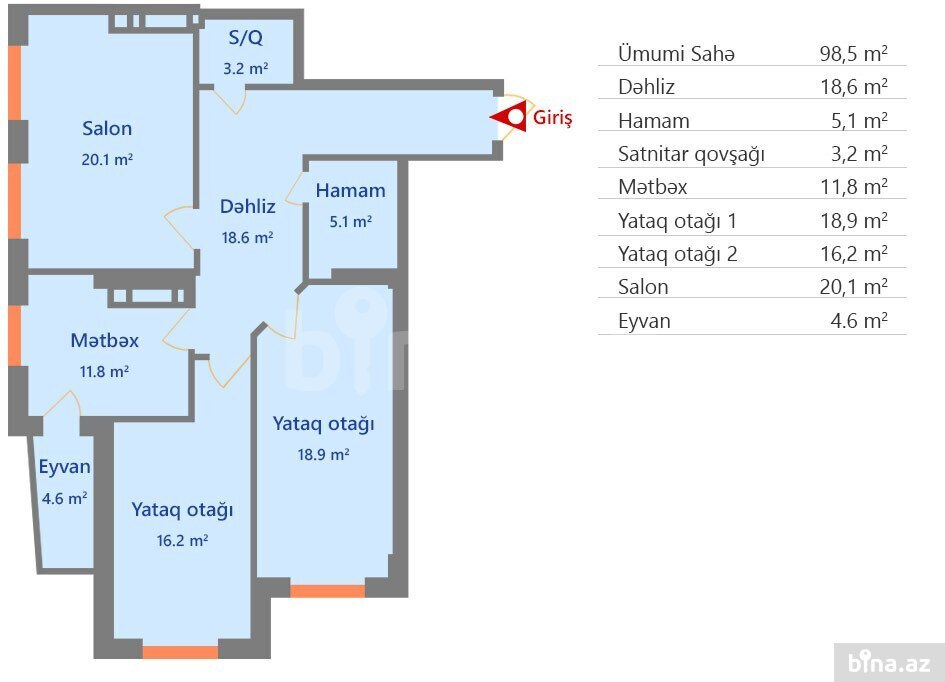 S/Q
3.2 m²
Salon
20.1 m²
Giriş
Hamam
5.1 m²
Dəhliz
18.6 m²
Mətbəx
11.8 m²
Yataq otağı
18.9 m²
Eyvan
4.6 m²
Yataq otağı
16.2 m²
Ümumi Sahə 98,5 m²
Dəhliz 18,6 m²
Hamam 5,1 m²
Satnitar qovşağı 3,2 m²
Mətbəx 11,8 m²
Yataq otağı 1 18,9 m²
Yataq otağı 2 16,2 m²
Salon 20,1 m²
Eyvan 4.6 m²
bina.az